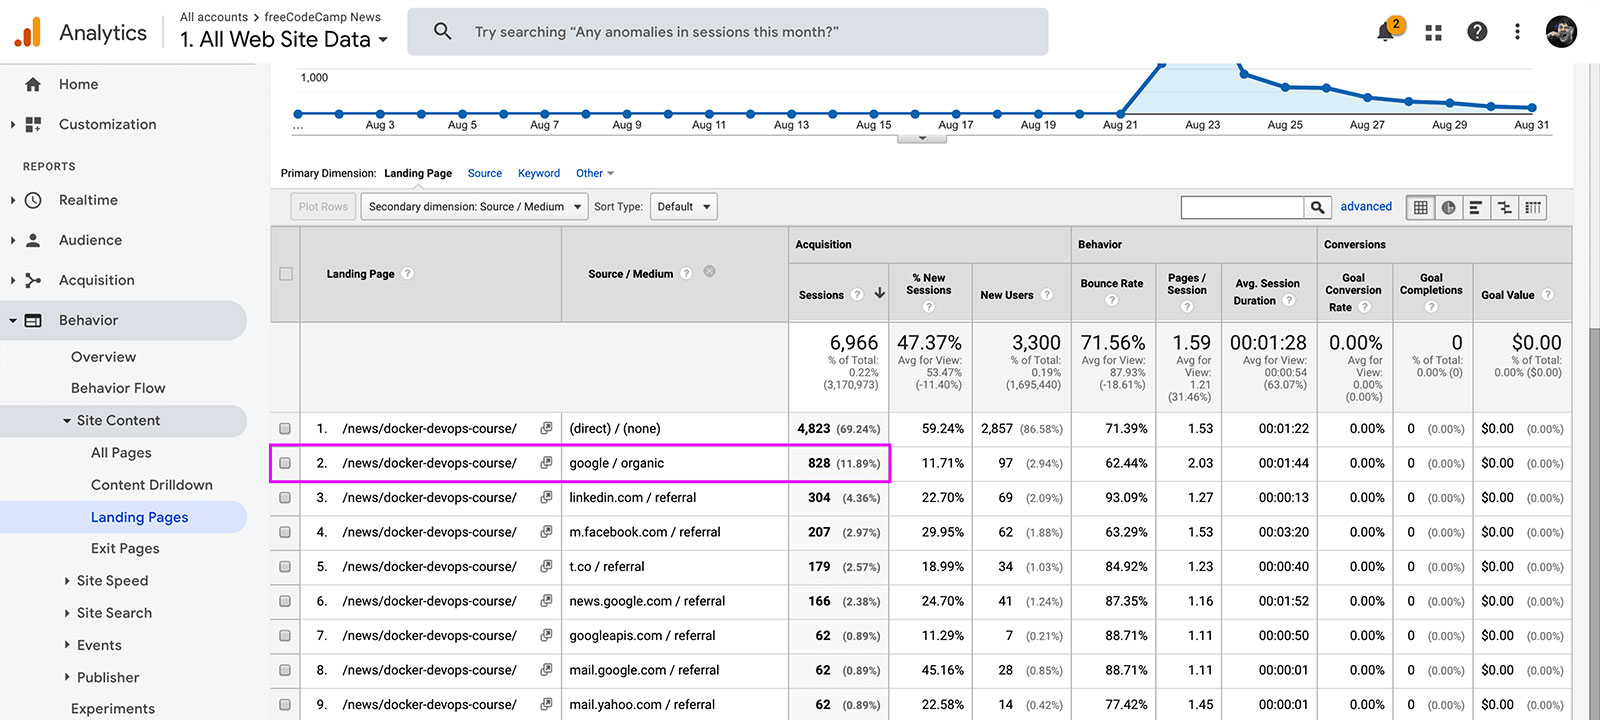 Analytics
All accounts > freeCodeCamp News
1. All Web Site Data
Try searching “Any anomalies in sessions this month?”
2
Home
Customization
REPORTS
Realtime
Audience
Acquisition
Behavior
Overview
Behavior Flow
Site Content
All Pages
Content Drilldown
Landing Pages
Exit Pages
Site Speed
Site Search
Events
Publisher
Experiments
1,000
... Aug 3 Aug 5 Aug 7 Aug 9 Aug 11 Aug 13 Aug 15 Aug 17 Aug 19 Aug 21 Aug 23 Aug 25 Aug 27 Aug 29 Aug 31
Primary Dimension: Landing Page Source Keyword Other
Plot Rows Secondary dimension: Source / Medium Sort Type: Default advanced
Acquisition Behavior Conversions
Landing Page ? Source / Medium ? Sessions ? % New Sessions ? New Users ? Bounce Rate ? Pages / Session ? Avg. Session Duration ? Goal Conversion Rate ? Goal Completions ? Goal Value ?
6,966 47.37% 3,300 71.56% 1.59 00:01:28 0.00% 0 $0.00
% of Total: 0.22% (3,170,973) Avg for View: 53.47% (-11.40%) % of Total: 0.19% (1,695,440) Avg for View: 87.93% (-18.61%) Avg for View: 1.21 (31.46%) Avg for View: 00:00:54 (63.07%) Avg for View: 0.00% (0.00%) % of Total: 0.00% (0) % of Total: 0.00% ($0.00)
1. /news/docker-devops-course/ (direct) / (none) 4,823 (69.24%) 59.24% 2,857 (86.58%) 71.39% 1.53 00:01:22 0.00% 0 (0.00%) $0.00 (0.00%)
2. /news/docker-devops-course/ google / organic 828 (11.89%) 11.71% 97 (2.94%) 62.44% 2.03 00:01:44 0.00% 0 (0.00%) $0.00 (0.00%)
3. /news/docker-devops-course/ linkedin.com / referral 304 (4.36%) 22.70% 69 (2.09%) 93.09% 1.27 00:00:13 0.00% 0 (0.00%) $0.00 (0.00%)
4. /news/docker-devops-course/ m.facebook.com / referral 207 (2.97%) 29.95% 62 (1.88%) 63.29% 1.53 00:03:20 0.00% 0 (0.00%) $0.00 (0.00%)
5. /news/docker-devops-course/ t.co / referral 179 (2.57%) 18.99% 34 (1.03%) 84.92% 1.23 00:00:40 0.00% 0 (0.00%) $0.00 (0.00%)
6. /news/docker-devops-course/ news.google.com / referral 166 (2.38%) 24.70% 41 (1.24%) 87.35% 1.16 00:01:52 0.00% 0 (0.00%) $0.00 (0.00%)
7. /news/docker-devops-course/ googleapis.com / referral 62 (0.89%) 11.29% 7 (0.21%) 88.71% 1.11 00:00:50 0.00% 0 (0.00%) $0.00 (0.00%)
8. /news/docker-devops-course/ mail.google.com / referral 62 (0.89%) 45.16% 28 (0.85%) 88.71% 1.11 00:00:01 0.00% 0 (0.00%) $0.00 (0.00%)
9. /news/docker-devops-course/ mail.yahoo.com / referral 62 (0.89%) 22.58% 14 (0.42%) 77.42% 1.45 00:00:01 0.00% 0 (0.00%) $0.00 (0.00%)